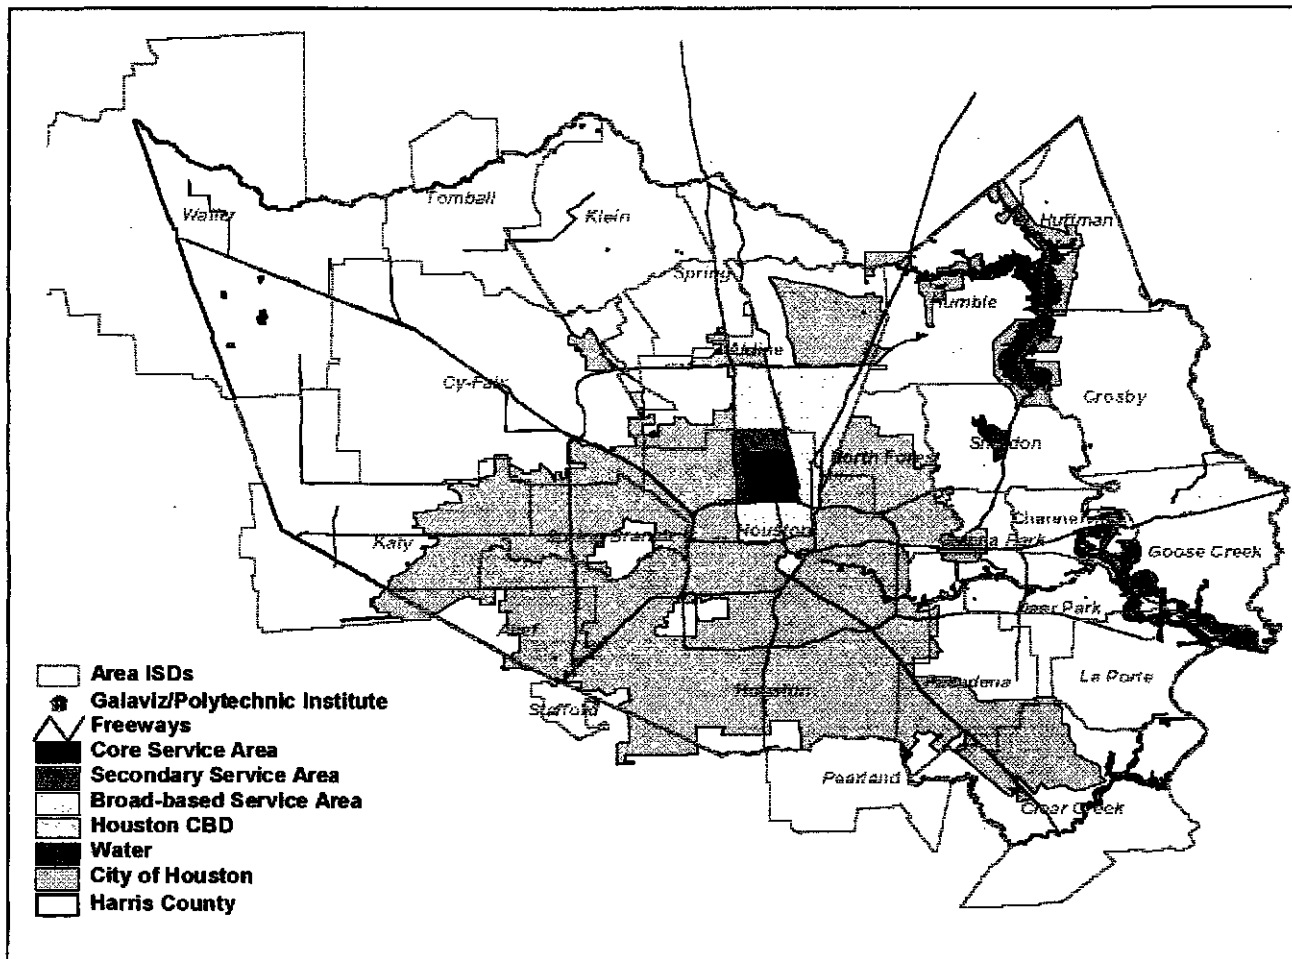 Waller
Tomball
Klein
Huffman
Spring
Humble
Aldine
Cy-Fair
Crosby
Sheldon
North Forest
Channelview
Houston
Katy
Spring Branch
Galena Park
Goose Creek
Deer Park
Alief
La Porte
Houston
Pasadena
Stafford
Pearland
Clear Creek
Area ISDs
Galaviz/Polytechnic Institute
Freeways
Core Service Area
Secondary Service Area
Broad-based Service Area
Houston CBD
Water
City of Houston
Harris County